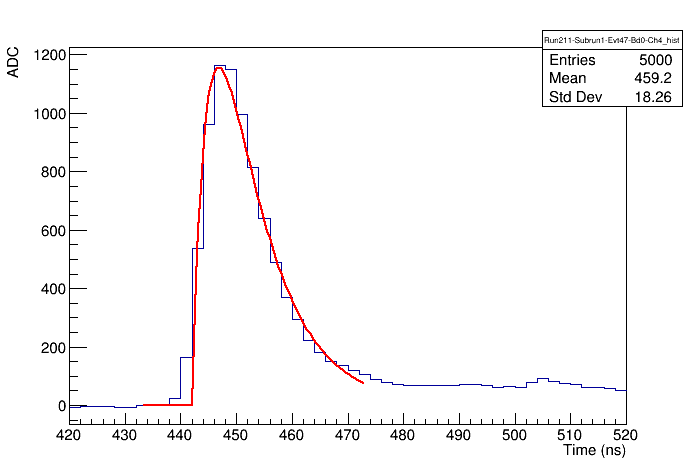 Run211-Subrun1-Evt47-Bd0-Ch4_hist
Entries 5000
Mean 459.2
Std Dev 18.26
ADC
1200
1000
800
600
400
200
0
420 430 440 450 460 470 480 490 500 510 520
Time (ns)